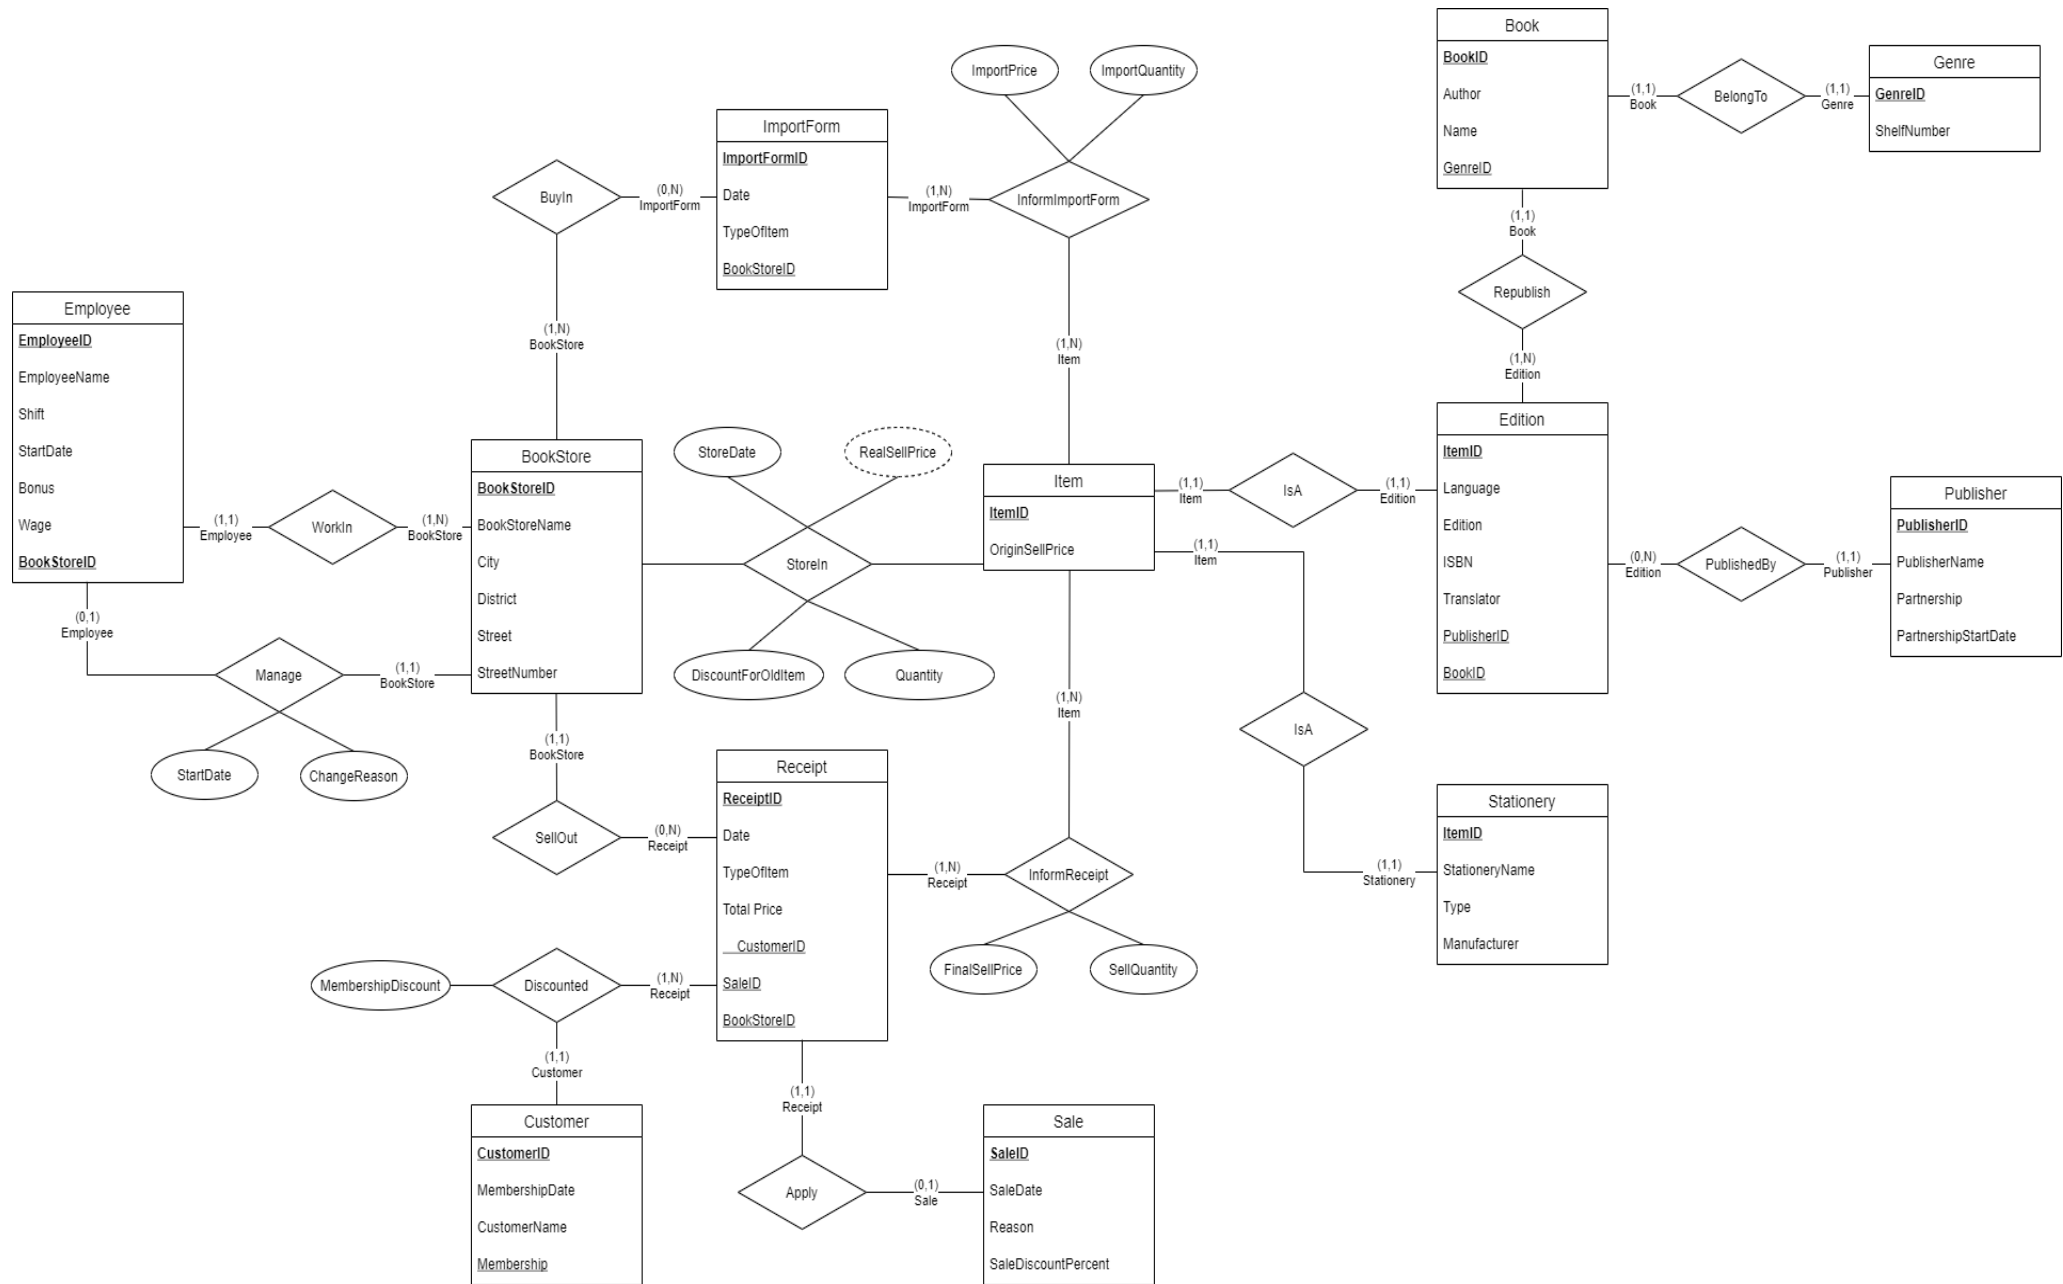 Book
BookID
Author
Name
GenreID
(1,1)
Book
BelongTo
(1,1)
Genre
Genre
GenreID
ShelfNumber
ImportPrice
ImportQuantity
ImportForm
ImportFormID
Date
TypeOfItem
BookStoreID
BuyIn
(0,N)
ImportForm
(1,N)
ImportForm
InformImportForm
(1,1)
Book
Republish
(1,N)
Edition
(1,N)
BookStore
(1,N)
Item
Employee
EmployeeID
EmployeeName
Shift
StartDate
Bonus
Wage
BookStoreID
(1,1)
Employee
WorkIn
(1,N)
BookStore
BookStore
BookStoreID
BookStoreName
City
District
Street
StreetNumber
StoreDate
RealSellPrice
StoreIn
DiscountForOldItem
Quantity
Item
ItemID
OriginSellPrice
(1,1)
Item
IsA
(1,1)
Edition
Edition
ItemID
Language
Edition
ISBN
Translator
PublisherID
BookID
(0,N)
Edition
PublishedBy
(1,1)
Publisher
Publisher
PublisherID
PublisherName
Partnership
PartnershipStartDate
(1,1)
Item
IsA
(1,1)
Stationery
Stationery
ItemID
StationeryName
Type
Manufacturer
(0,1)
Employee
Manage
(1,1)
BookStore
StartDate
ChangeReason
(1,1)
BookStore
SellOut
(0,N)
Receipt
Receipt
ReceiptID
Date
TypeOfItem
Total Price
CustomerID
SaleID
BookStoreID
(1,N)
Item
(1,N)
Receipt
InformReceipt
FinalSellPrice
SellQuantity
MembershipDiscount
Discounted
(1,N)
Receipt
(1,1)
Customer
Customer
CustomerID
MembershipDate
CustomerName
Membership
(1,1)
Receipt
Apply
(0,1)
Sale
Sale
SaleID
SaleDate
Reason
SaleDiscountPercent